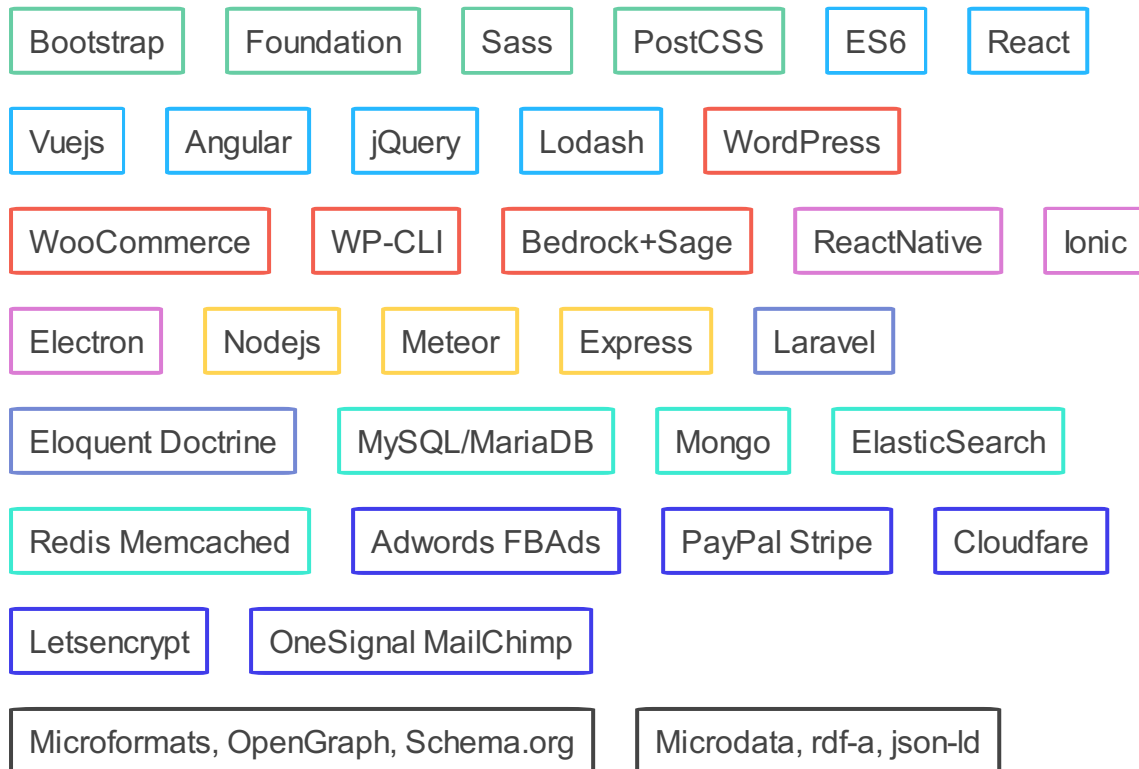 Bootstrap Foundation Sass PostCSS ES6 React
Vuejs Angular jQuery Lodash WordPress
WooCommerce WP-CLI Bedrock+Sage ReactNative Ionic
Electron Nodejs Meteor Express Laravel
Eloquent Doctrine MySQL/MariaDB Mongo ElasticSearch
Redis Memcached Adwords FBAds PayPal Stripe Cloudfare
Letsencrypt OneSignal MailChimp
Microformats, OpenGraph, Schema.org Microdata, rdf-a, json-ld